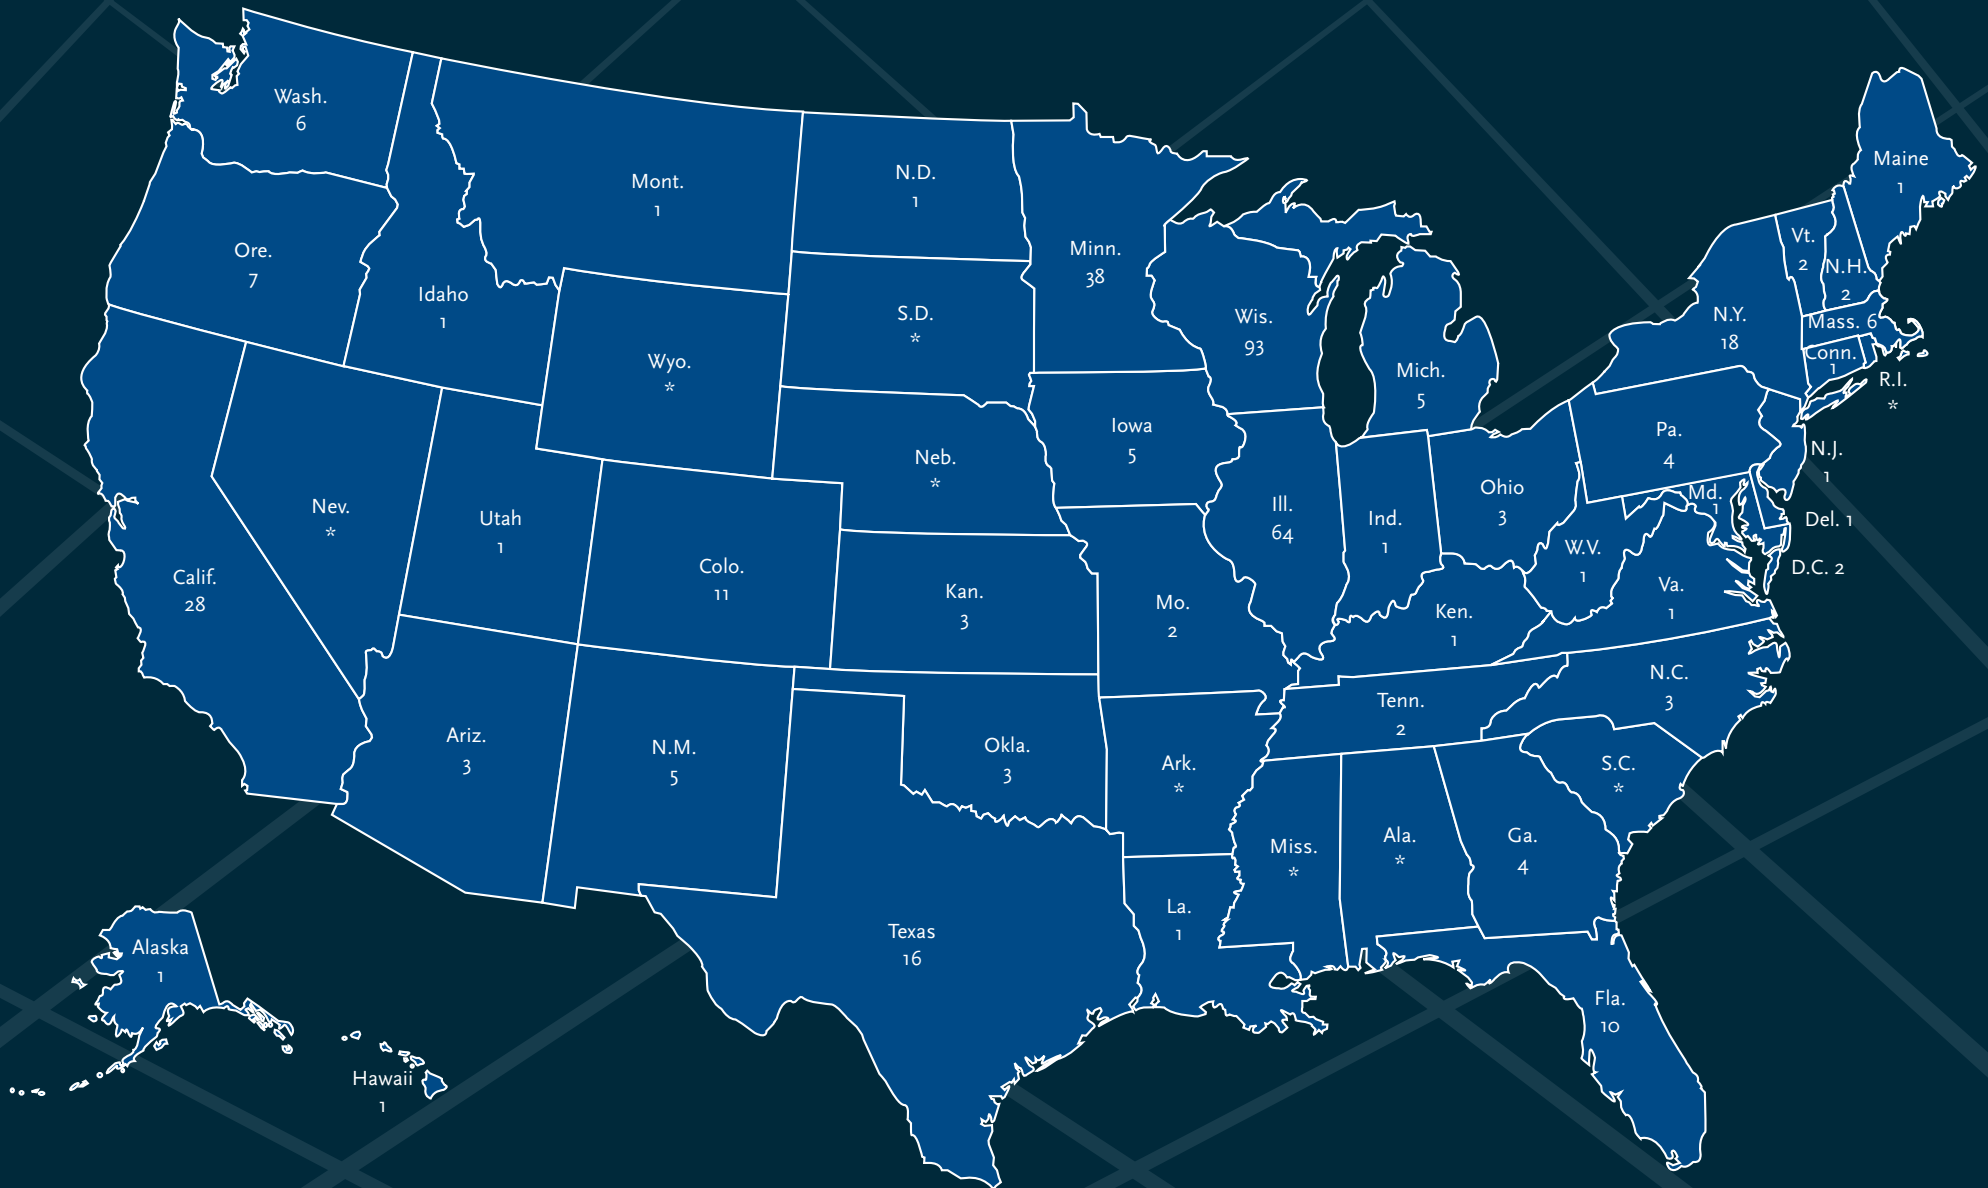 Wash.
6
Ore.
7
Calif.
28
Nev.
*
Idaho
1
Mont.
1
Wyo.
*
Utah
1
Colo.
11
Ariz.
3
N.M.
5
N.D.
1
S.D.
*
Neb.
*
Kan.
3
Okla.
3
Texas
16
Minn.
38
Iowa
5
Mo.
2
Ark.
*
La.
1
Wis.
93
Ill.
64
Mich.
5
Ind.
1
Ohio
3
Ken.
1
Tenn.
2
Miss.
*
Ala.
*
Ga.
4
Fla.
10
S.C.
*
N.C.
3
Va.
1
W.V.
1
Md.
1
Pa.
4
N.Y.
18
Vt.
2
N.H.
2
Maine
1
Mass. 6
Conn.
1
R.I.
*
N.J.
1
Del. 1
D.C. 2
Alaska
1
Hawaii
1